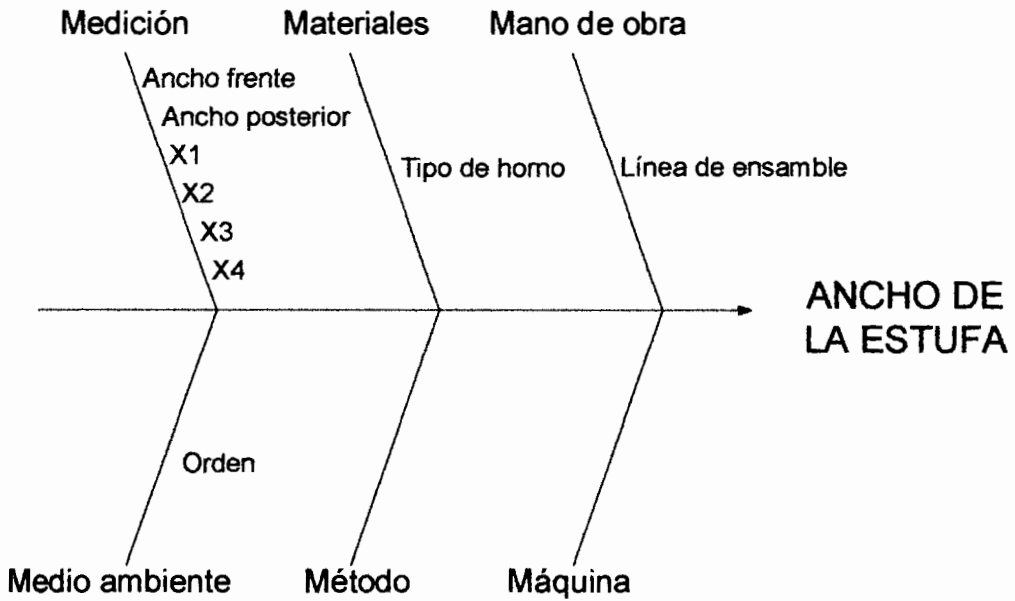 Medición
Materiales
Mano de obra
Ancho frente
Ancho posterior
X1
X2
X3
X4
Tipo de horno
Línea de ensamble
ANCHO DE
LA ESTUFA
Orden
Medio ambiente
Método
Máquina